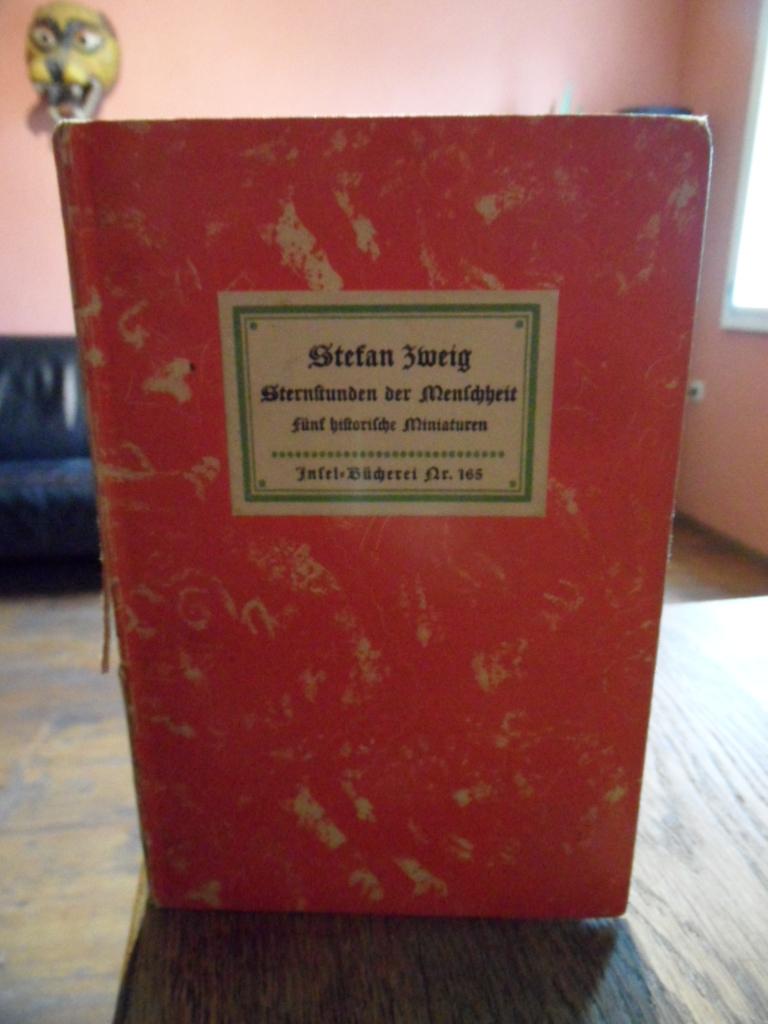 Stefan Zweig
Sternstunden der Menschheit
Fünf historische Miniaturen
Insel-Bücherei Nr. 165